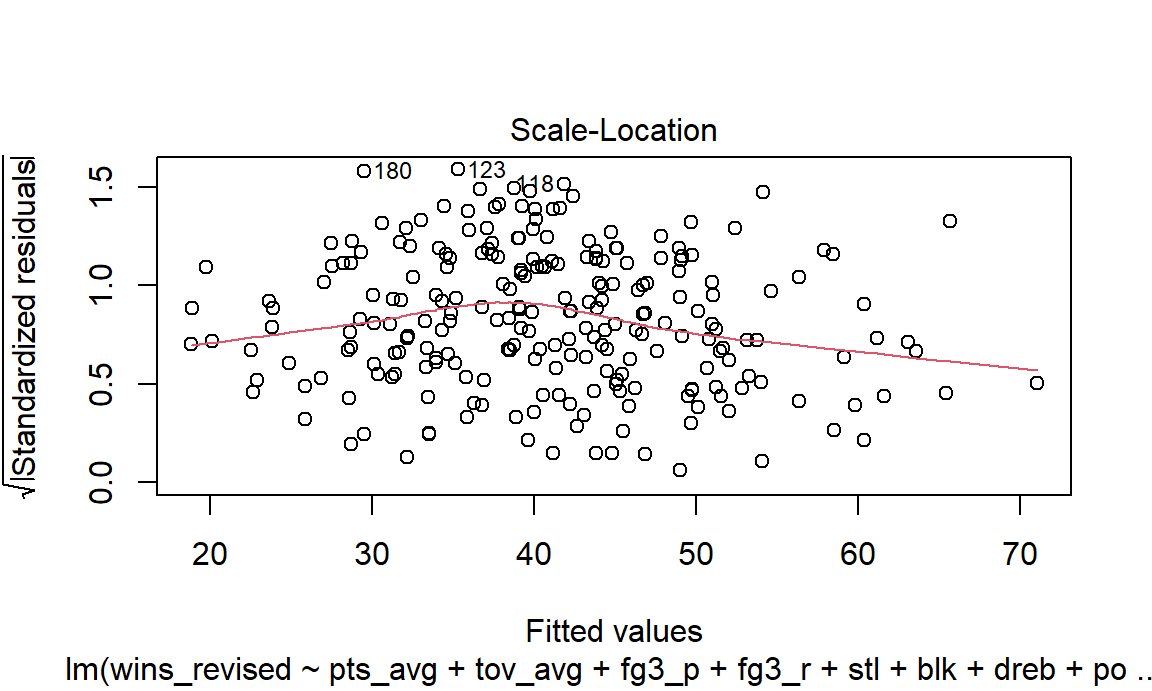 Scale-Location
√|Standardized residuals|
1.5
1.0
0.5
0.0
180
123
118
20 30 40 50 60 70
Fitted values
lm(wins_revised ~ pts_avg + tov_avg + fg3_p + fg3_r + stl + blk + dreb + po ..